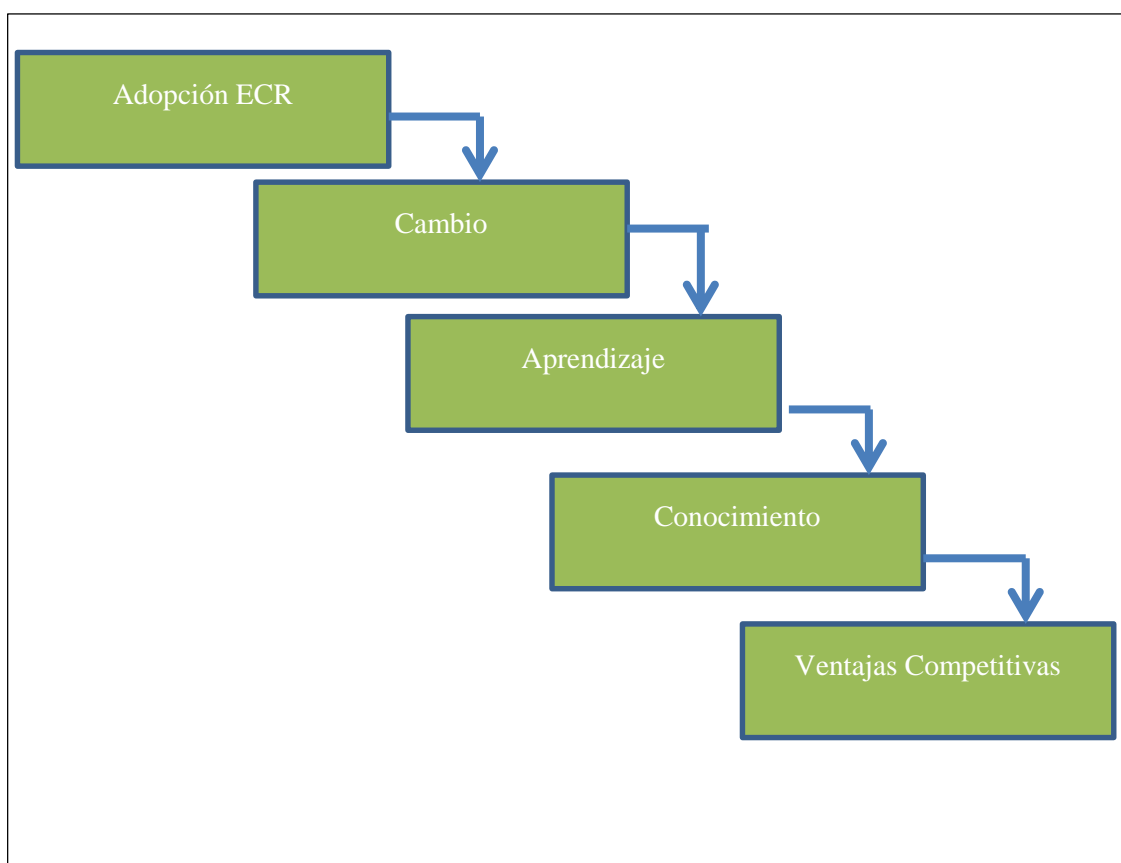 Adopción ECR
Cambio
Aprendizaje
Conocimiento
Ventajas Competitivas